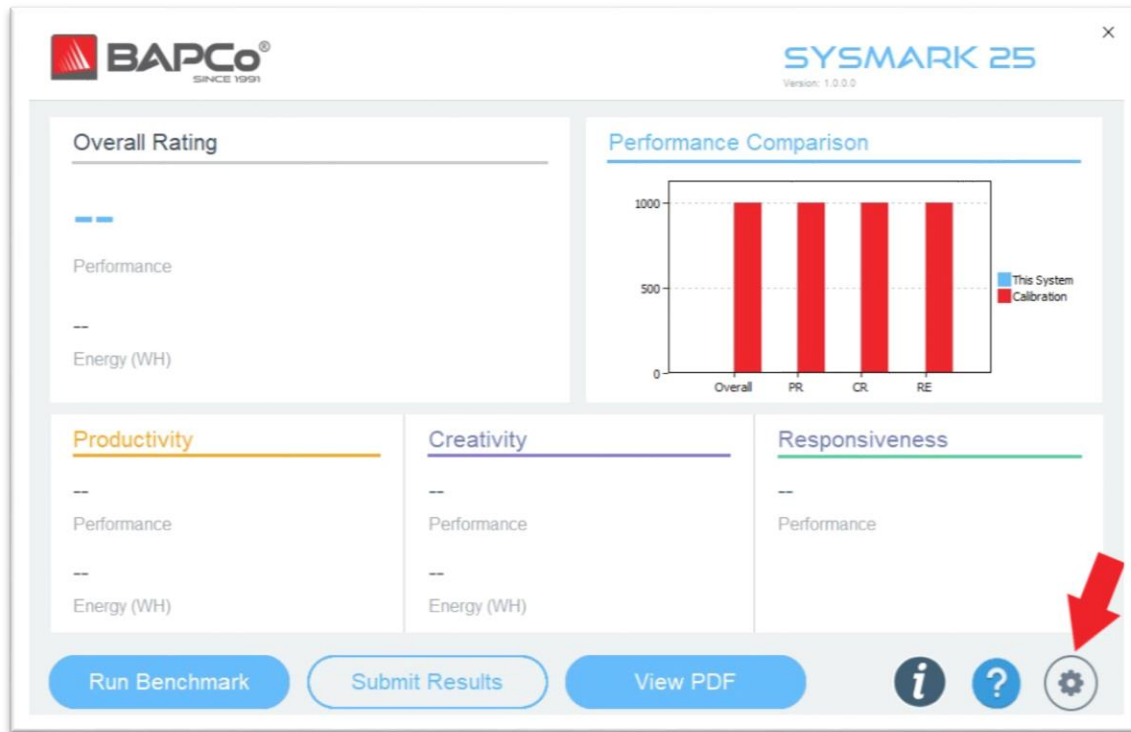 BAPCo®
SINCE 1991
SYSMARK 25
Version: 1.0.0.0
×
Overall Rating
--
Performance
--
Energy (WH)
Performance Comparison
1000
500
0
Overall PR CR RE
This System
Calibration
Productivity
--
Performance
--
Energy (WH)
Creativity
--
Performance
--
Energy (WH)
Responsiveness
--
Performance
Run Benchmark
Submit Results
View PDF
i
?